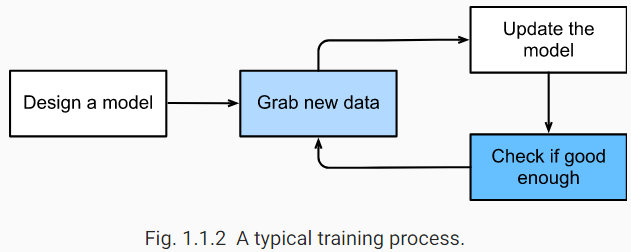 Design a model
Grab new data
Update the
model
Check if good
enough
Fig. 1.1.2 A typical training process.